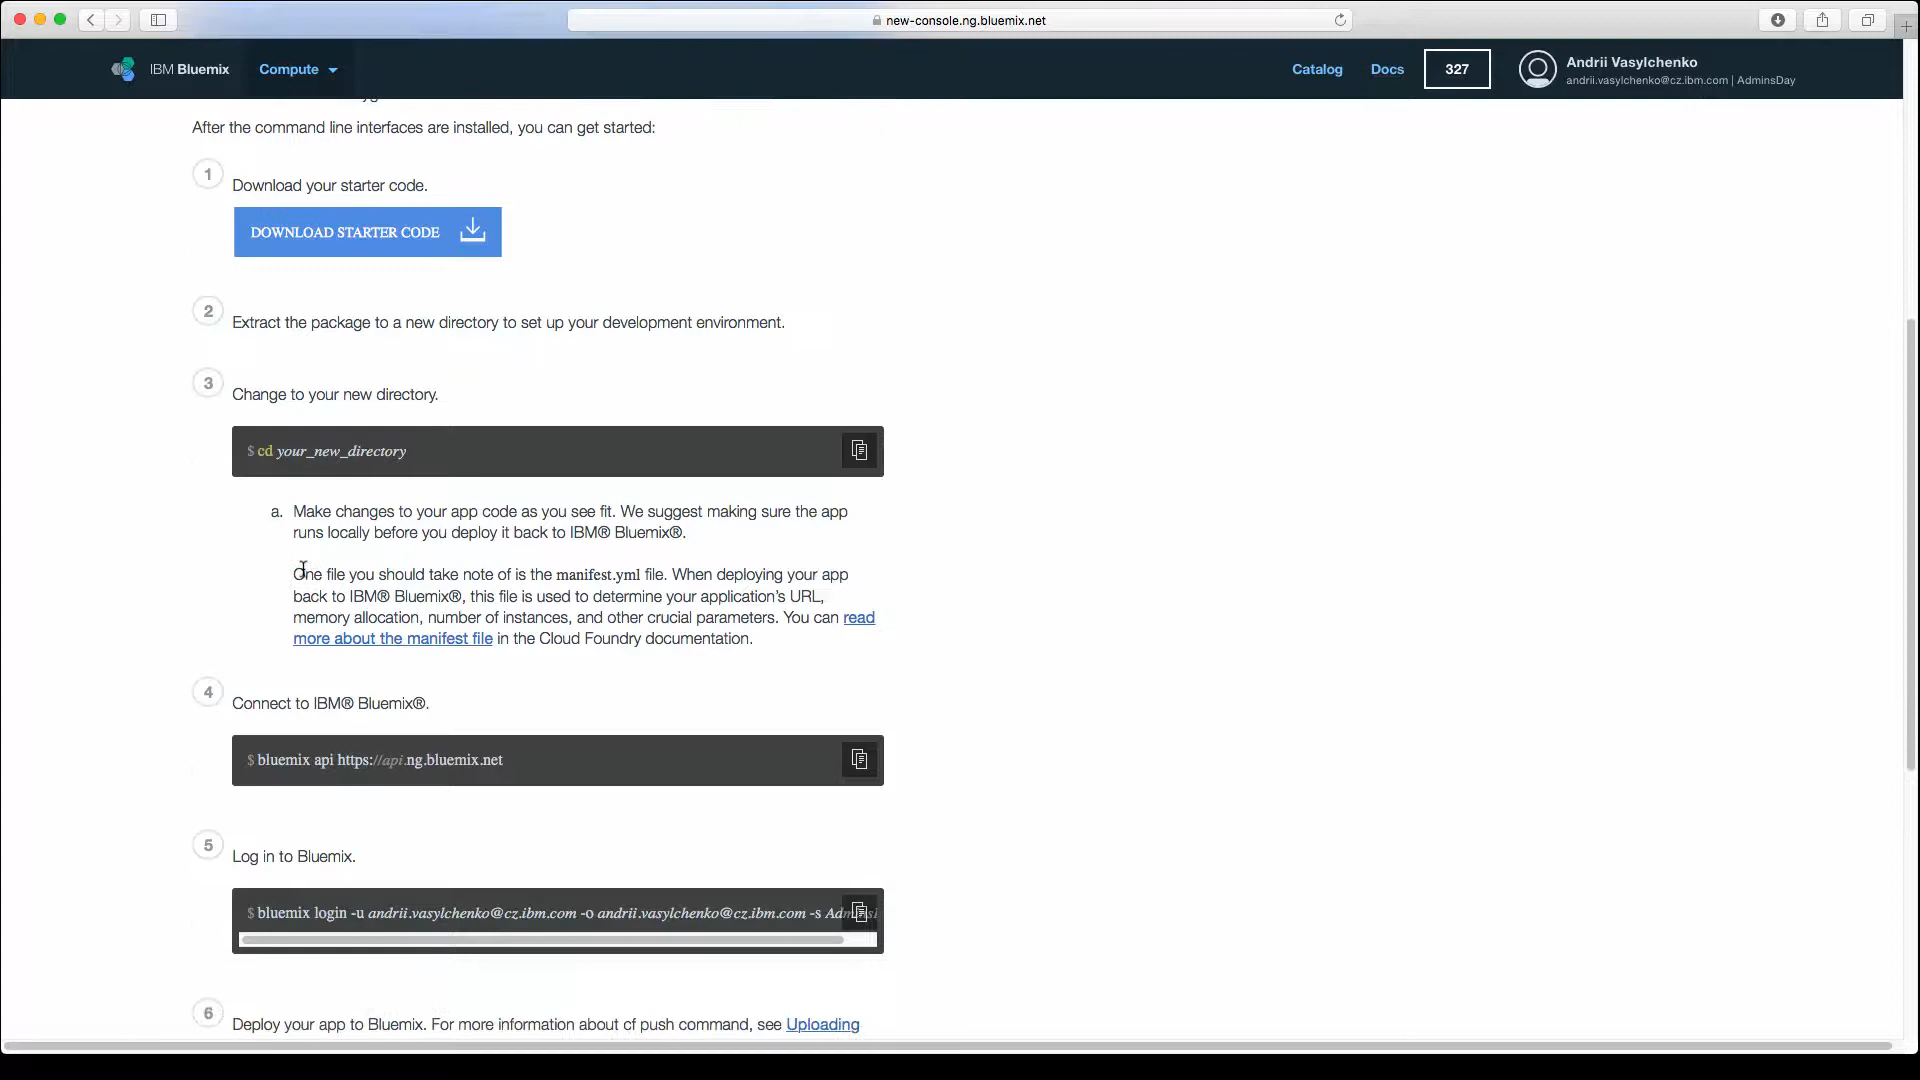 new-console.ng.bluemix.net
IBM Bluemix
Compute
Catalog
Docs
327
Andrii Vasylchenko
andrii.vasylchenko@cz.ibm.com | AdminsDay
After the command line interfaces are installed, you can get started:
1
Download your starter code.
DOWNLOAD STARTER CODE
2
Extract the package to a new directory to set up your development environment.
3
Change to your new directory.
$ cd your_new_directory
a. Make changes to your app code as you see fit. We suggest making sure the app
runs locally before you deploy it back to IBM® Bluemix®.
One file you should take note of is the manifest.yml file. When deploying your app
back to IBM® Bluemix®, this file is used to determine your application's URL,
memory allocation, number of instances, and other crucial parameters. You can read
more about the manifest file in the Cloud Foundry documentation.
4
Connect to IBM® Bluemix®.
$ bluemix api https://api.ng.bluemix.net
5
Log in to Bluemix.
$ bluemix login -u andrii.vasylchenko@cz.ibm.com -o andrii.vasylchenko@cz.ibm.com -s
6
Deploy your app to Bluemix. For more information about cf push command, see Uploading